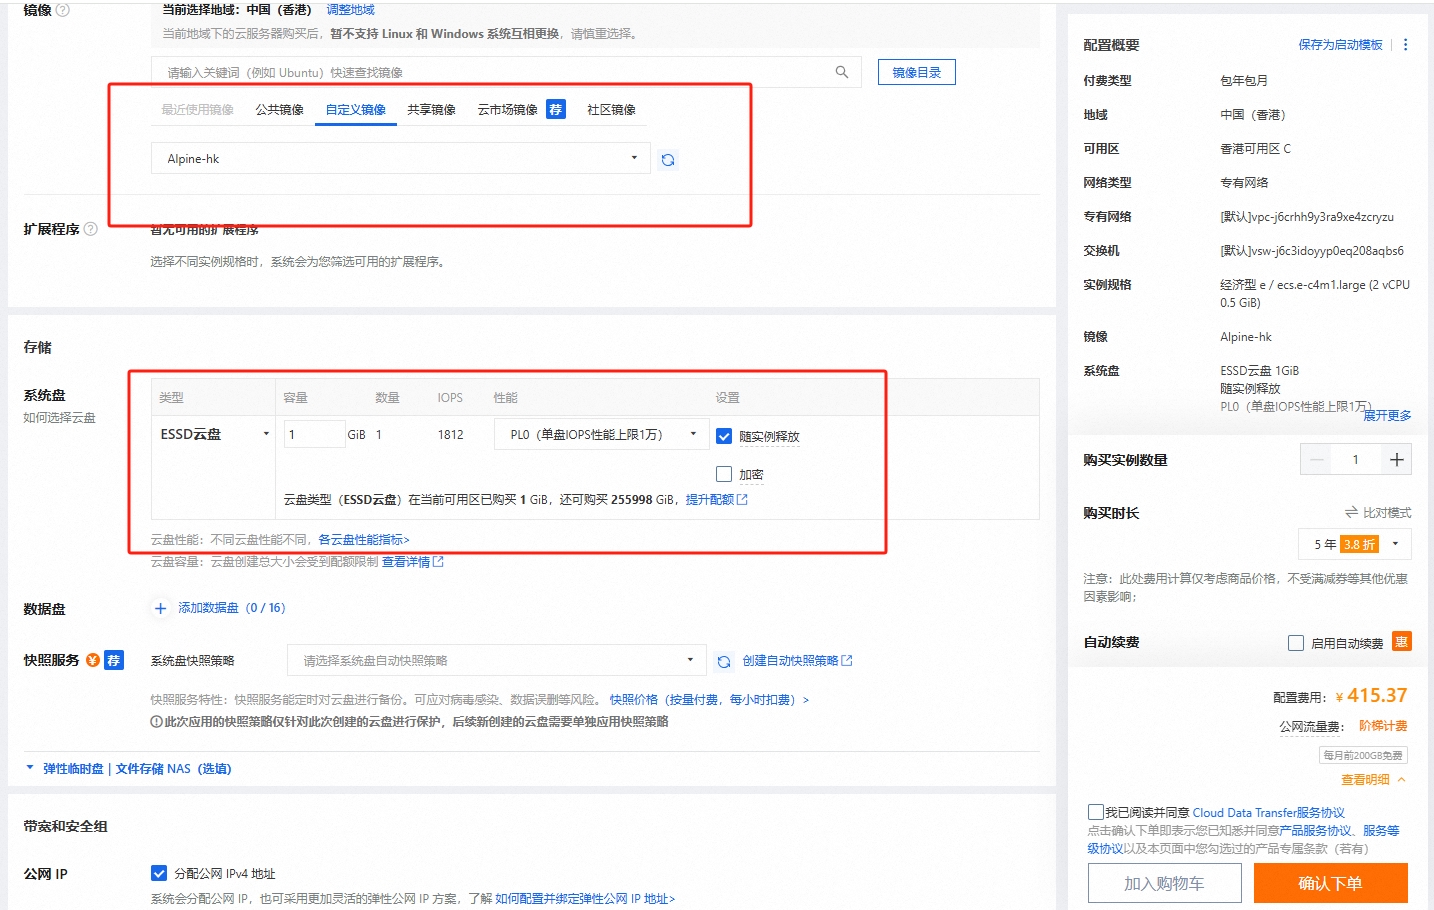 镜像
当前选择地域：中国（香港） 调整地域
当前地域下的云服务器购买后，暂不支持 Linux 和 Windows 系统互相更换，请慎重选择。
请输入关键词（例如 Ubuntu）快速查找镜像
镜像目录
最近使用镜像 公共镜像 自定义镜像 共享镜像 云市场镜像 荐 社区镜像
Alpine-hk
扩展程序
暂无可用的扩展程序
选择不同实例规格时，系统会为您筛选可用的扩展程序。
存储
系统盘
如何选择云盘
类型 容量 数量 IOPS 性能 设置
ESSD云盘 1 GiB 1 1812 PL0（单盘IOPS性能上限1万） 随实例释放
加密
云盘类型（ESSD云盘）在当前可用区已购买 1 GiB，还可购买 255998 GiB，提升配额
云盘性能：不同云盘性能不同，各云盘性能指标>
云盘容量：云盘创建总大小会受到配额限制 查看详情
数据盘
添加数据盘（0 / 16）
快照服务 ¥ 荐 系统盘快照策略 请选择系统盘自动快照策略 创建自动快照策略
快照服务特性：快照服务能定时对云盘进行备份。可应对病毒感染、数据误删等风险。 快照价格（按量付费，每小时扣费）>
此次应用的快照策略仅针对此次创建的云盘进行保护，后续新创建的云盘需要单独应用快照策略
弹性临时盘 | 文件存储 NAS（选填）
带宽和安全组
公网 IP
分配公网 IPv4 地址
系统会分配公网 IP，也可采用更加灵活的弹性公网 IP 方案，了解 如何配置并绑定弹性公网 IP 地址>
配置概要 保存为启动模板
付费类型 包年包月
地域 中国（香港）
可用区 香港可用区 C
网络类型 专有网络
专有网络 [默认]vpc-j6crhh9y3ra9xe4zcryzu
交换机 [默认]vsw-j6c3idoyyp0eq208aqbs6
实例规格 经济型 e / ecs.e-c4m1.large (2 vCPU
0.5 GiB)
镜像 Alpine-hk
系统盘 ESSD云盘 1GiB
随实例释放
PL0（单盘IOPS性能上限1万）
展开更多
购买实例数量 1
购买时长 比对模式
5 年 3.8 折
注意：此处费用计算仅考虑商品价格，不受满减券等其他优惠
因素影响；
自动续费 启用自动续费 惠
配置费用：¥ 415.37
公网流量费： 阶梯计费
每月前200GB免费
查看明细
我已阅读并同意 Cloud Data Transfer服务协议
点击确认下单即表示您已知悉并同意产品服务协议、服务等
级协议以及本页面中您勾选过的产品专属条款（若有）
加入购物车 确认下单